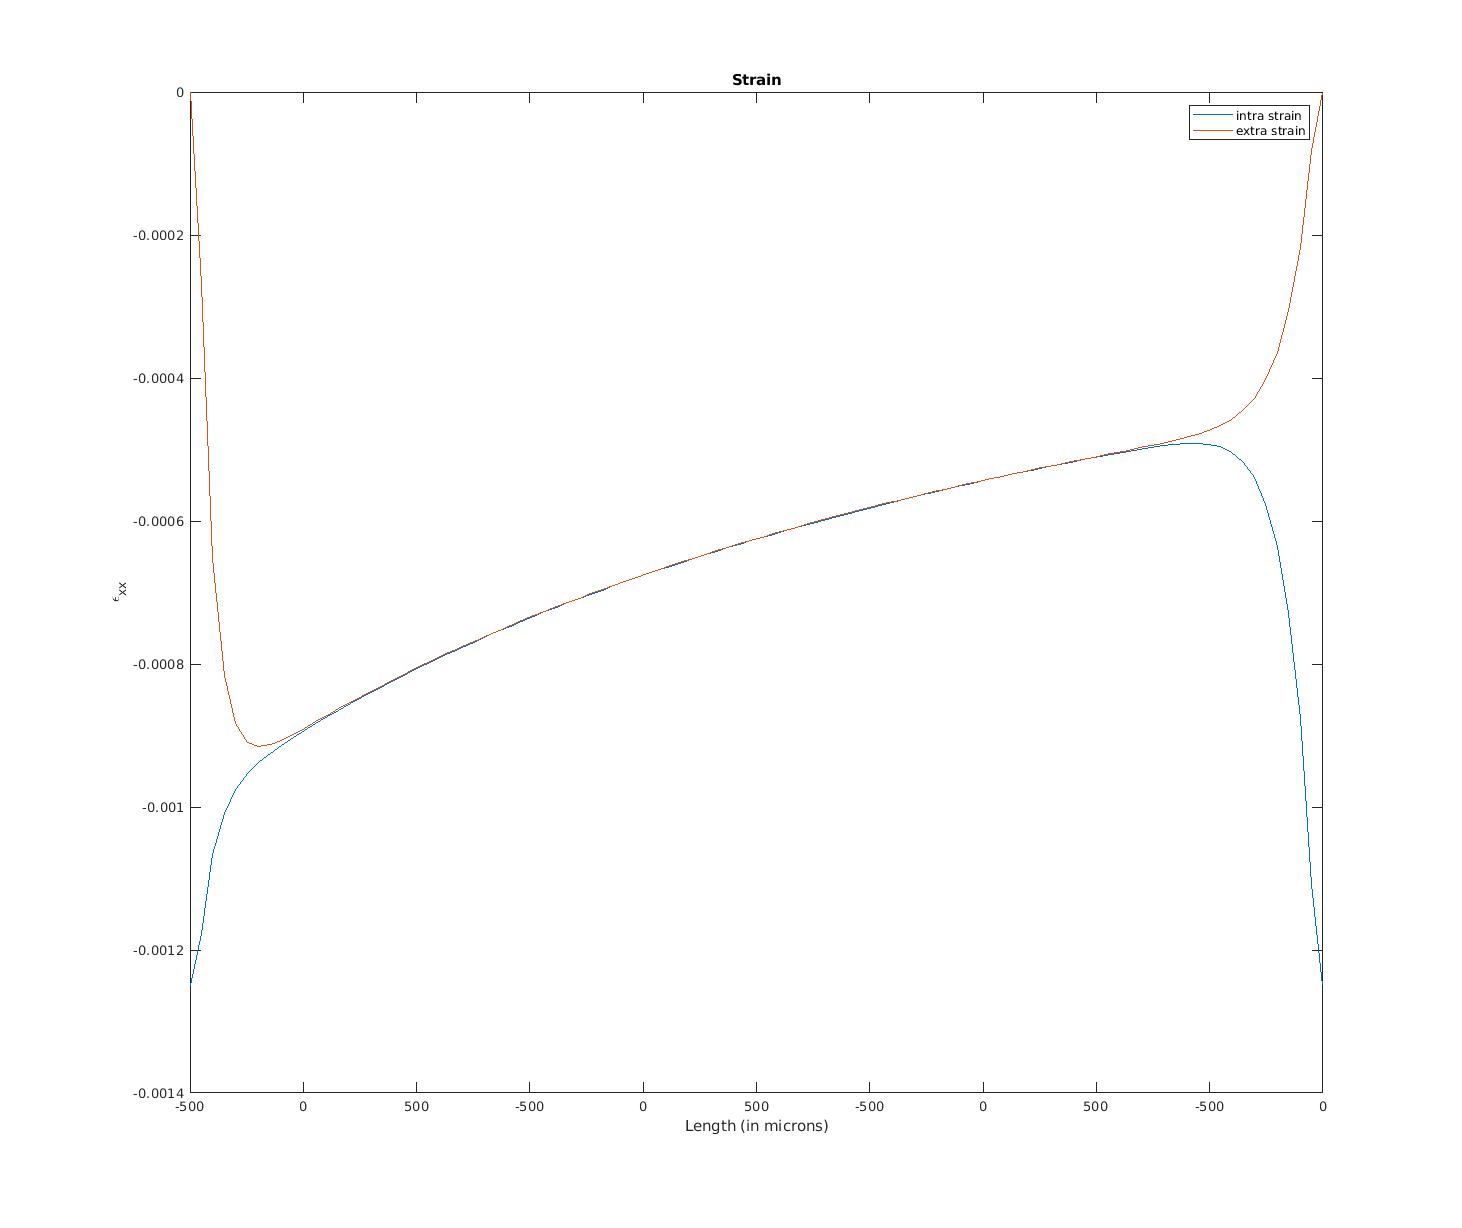 Strain
intra strain
extra strain
0
-0.0002
-0.0004
-0.0006
-0.0008
-0.001
-0.0012
-0.0014
ϵxx
-500 0 500 -500 0 500 -500 0 500 -500 0
Length (in microns)